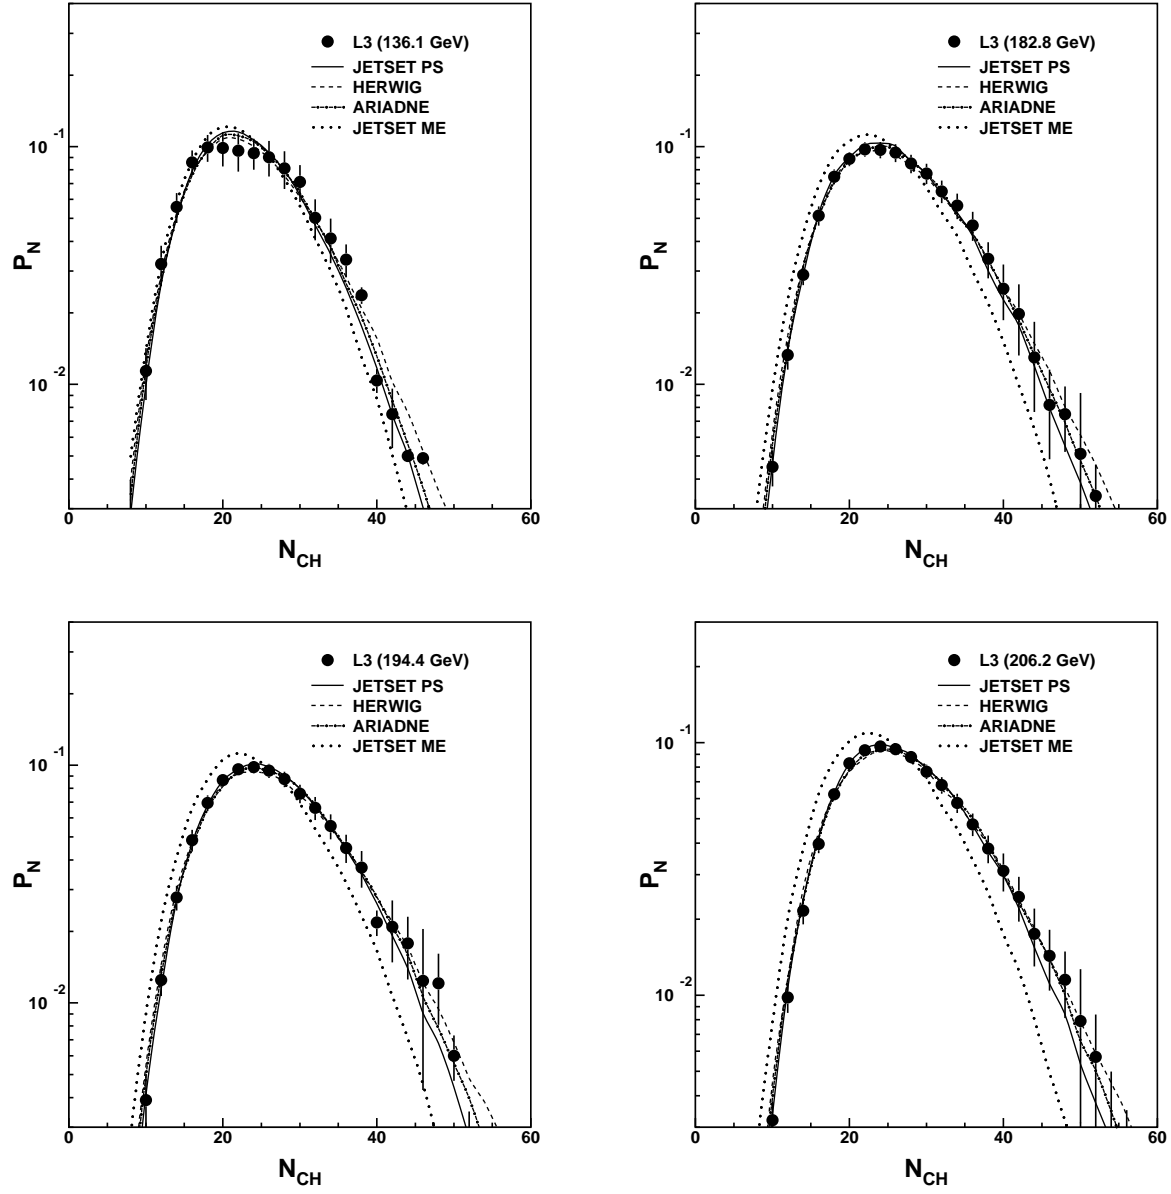 L3 (136.1 GeV)
JETSET PS
HERWIG
ARIADNE
JETSET ME
10 -1
10 -2
P_N
0 20 40 60
N_CH
L3 (182.8 GeV)
JETSET PS
HERWIG
ARIADNE
JETSET ME
10 -1
10 -2
P_N
0 20 40 60
N_CH
L3 (194.4 GeV)
JETSET PS
HERWIG
ARIADNE
JETSET ME
10 -1
10 -2
P_N
0 20 40 60
N_CH
L3 (206.2 GeV)
JETSET PS
HERWIG
ARIADNE
JETSET ME
10 -1
10 -2
P_N
0 20 40 60
N_CH